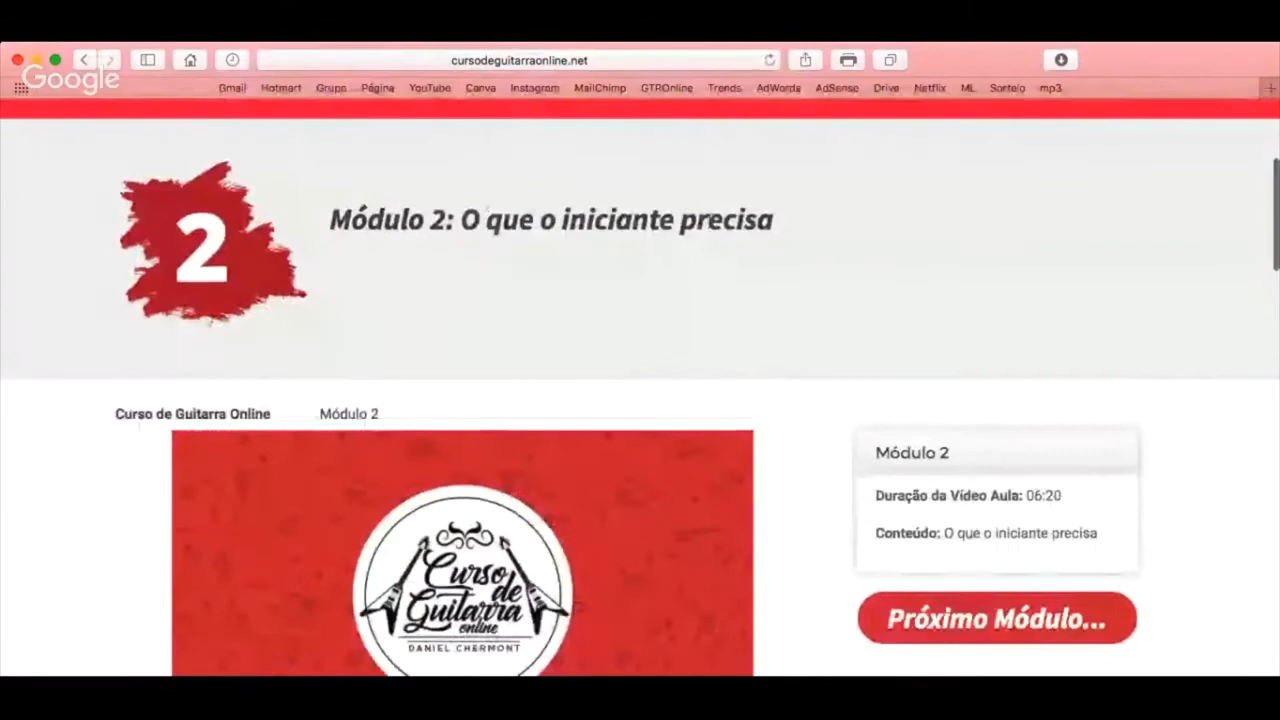 cursodeguitarraonline.net
Google
Gmail Hotmart Grupo Página YouTube Canva Instagram MailChimp GTROnline Trends AdWords AdSense Drive Netflix ML Sorteio mp3
2
Módulo 2: O que o iniciante precisa
Curso de Guitarra Online Módulo 2
Curso
de
Guitarra
online
DANIEL CHERMONT
Módulo 2
Duração da Vídeo Aula: 06:20
Conteúdo: O que o iniciante precisa
Próximo Módulo...